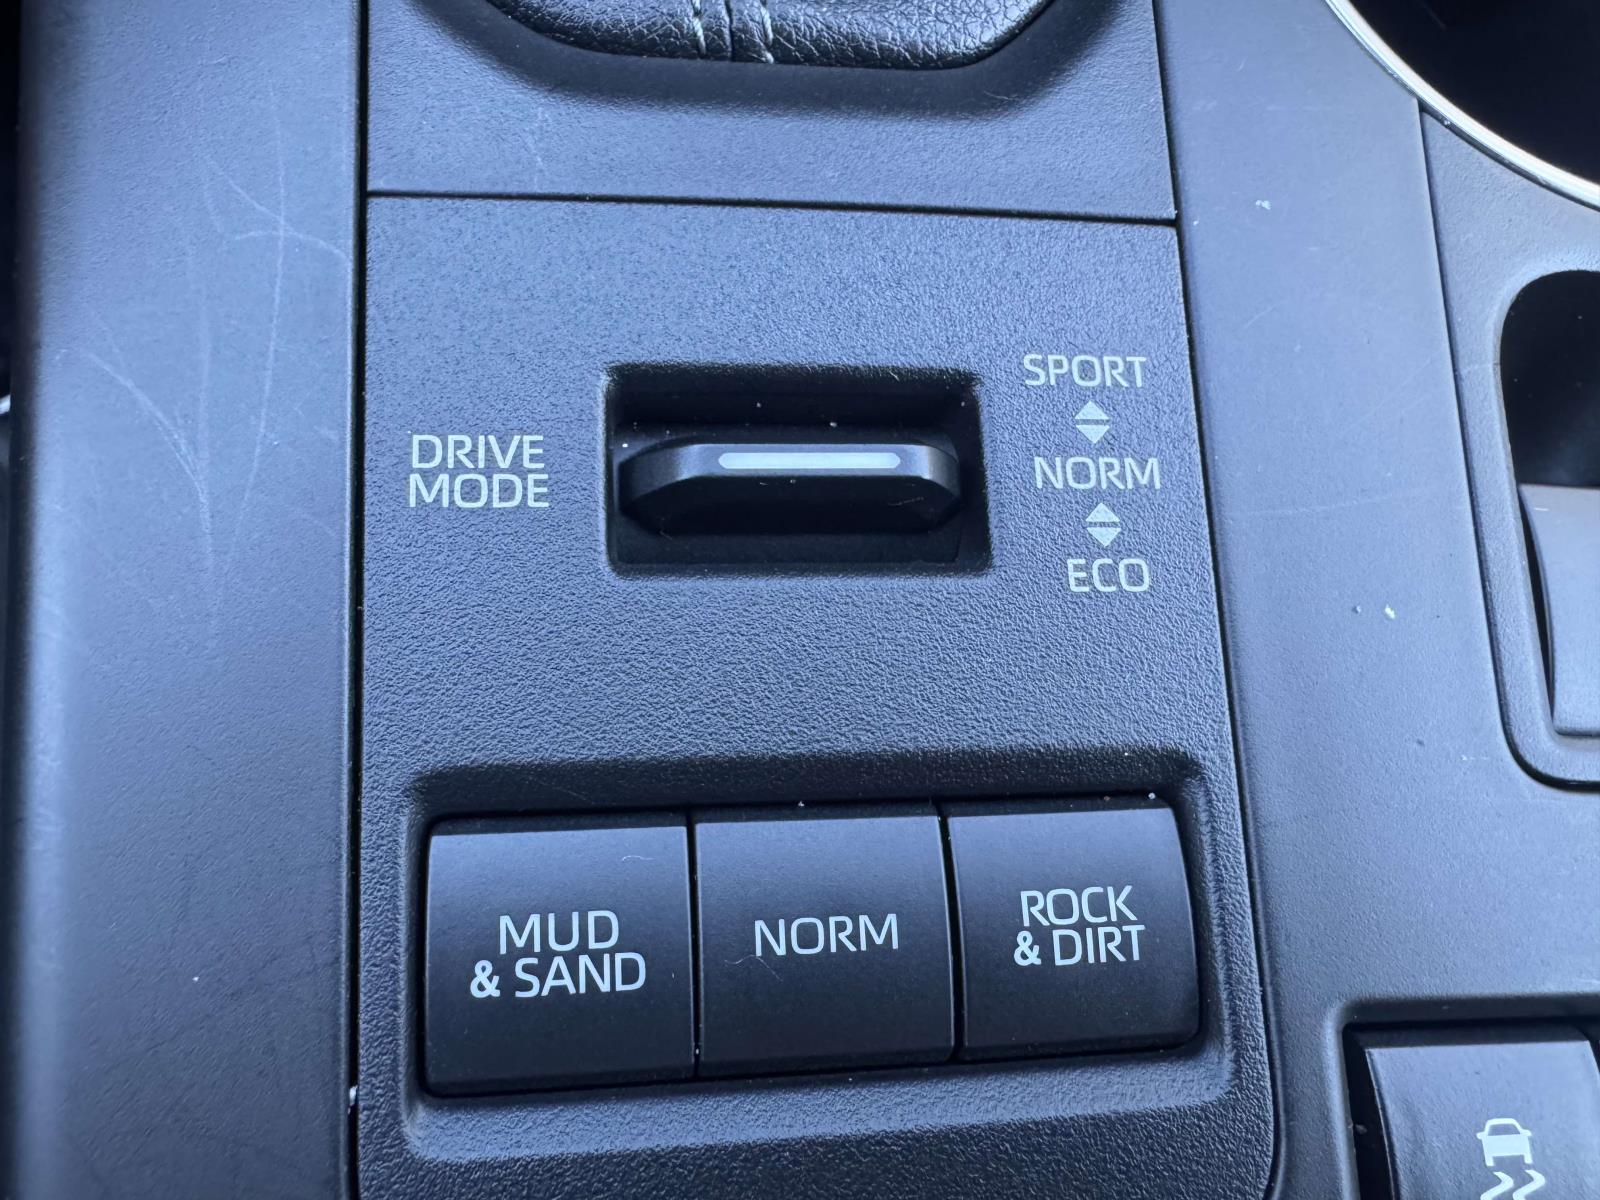 DRIVE
MODE
SPORT
NORM
ECO
MUD
& SAND
NORM
ROCK
& DIRT